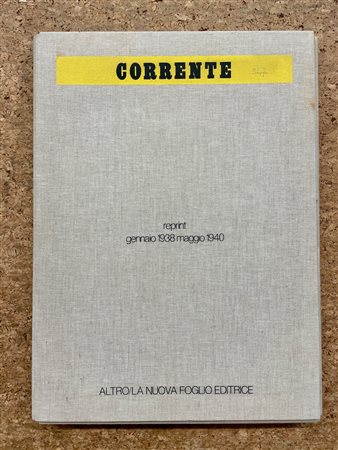 CORRENTE
reprint
gennaio 1938 maggio 1940
ALTRO/LA NUOVA FOGLIO EDITRICE